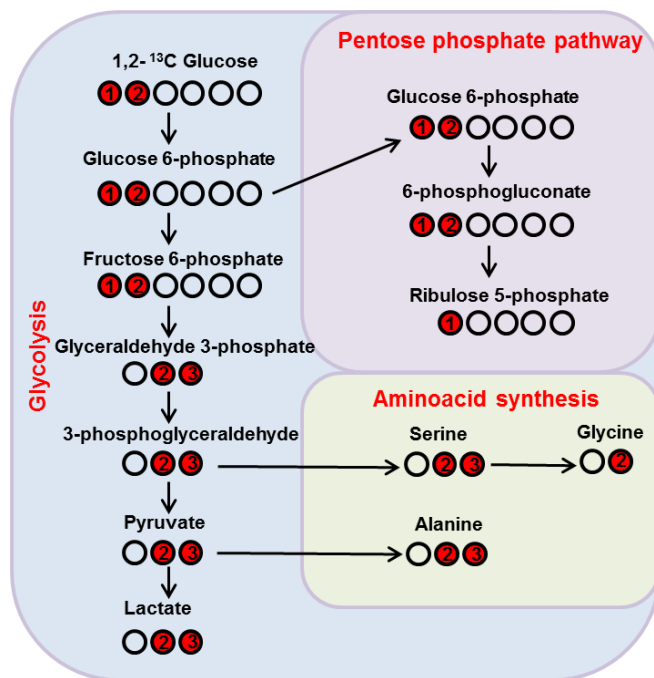 1,2- ¹³C Glucose
1 2
Glucose 6-phosphate
1 2
Fructose 6-phosphate
1 2
Glyceraldehyde 3-phosphate
2 3
3-phosphoglyceraldehyde
2 3
Pyruvate
2 3
Lactate
2 3
Glycolysis
Pentose phosphate pathway
Glucose 6-phosphate
1 2
6-phosphogluconate
1 2
Ribulose 5-phosphate
1
Aminoacid synthesis
Serine
2 3
Glycine
2
Alanine
2 3